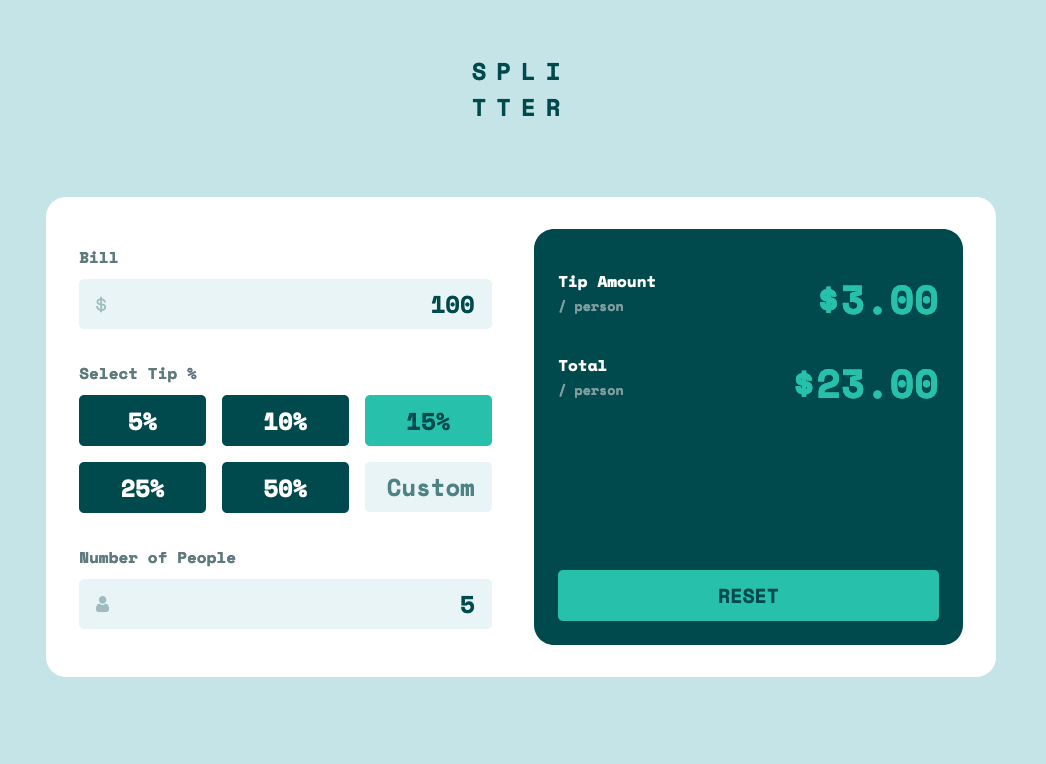 SPLI
TTER
Bill
$ 100
Select Tip %
5% 10% 15%
25% 50% Custom
Number of People
5
Tip Amount
/ person
$3.00
Total
/ person
$23.00
RESET